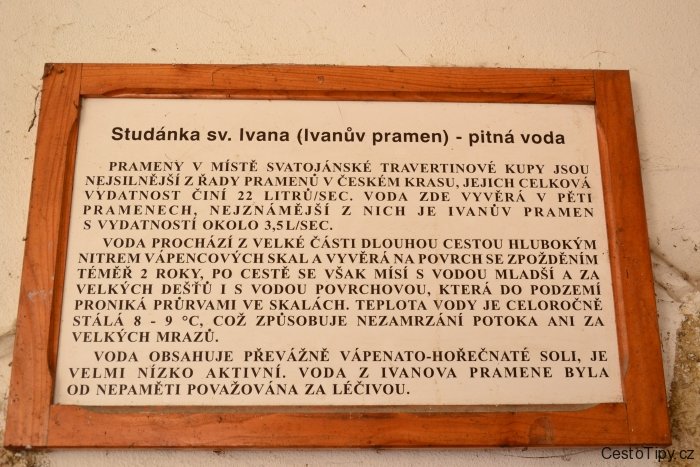 Studánka sv. Ivana (Ivanův pramen) - pitná voda
PRAMENY V MÍSTĚ SVATOJÁNSKÉ TRAVERTINOVÉ KUPY JSOU
NEJSILNĚJŠÍ Z ŘADY PRAMENŮ V ČESKÉM KRASU, JEJICH CELKOVÁ
VYDATNOST ČINÍ 22 LITRŮ/SEC. VODA ZDE VYVĚRÁ V PĚTI
PRAMENECH, NEJZNÁMĚJŠÍ Z NICH JE IVANŮV PRAMEN
S VYDATNOSTÍ OKOLO 3,5L/SEC.
VODA PROCHÁZÍ Z VELKÉ ČÁSTI DLOUHOU CESTOU HLUBOKÝM
NITREM VÁPENCOVÝCH SKAL A VYVĚRÁ NA POVRCH SE ZPOŽDĚNÍM
TÉMĚŘ 2 ROKY, PO CESTĚ SE VŠAK MÍSÍ S VODOU MLADŠÍ A ZA
VELKÝCH DEŠŤŮ I S VODOU POVRCHOVOU, KTERÁ DO PODZEMÍ
PRONIKÁ PRŮRVAMI VE SKALÁCH. TEPLOTA VODY JE CELOROČNĚ
STÁLÁ 8 - 9 °C, COŽ ZPŮSOBUJE NEZAMRZÁNÍ POTOKA ANI ZA
VELKÝCH MRAZŮ.
VODA OBSAHUJE PŘEVÁŽNĚ VÁPENATO-HOŘEČNATÉ SOLI, JE
VELMI NÍZKO AKTIVNÍ. VODA Z IVANOVA PRAMENE BYLA
OD NEPAMĚTI POVAŽOVÁNA ZA LÉČIVOU.
CestoTipy.cz